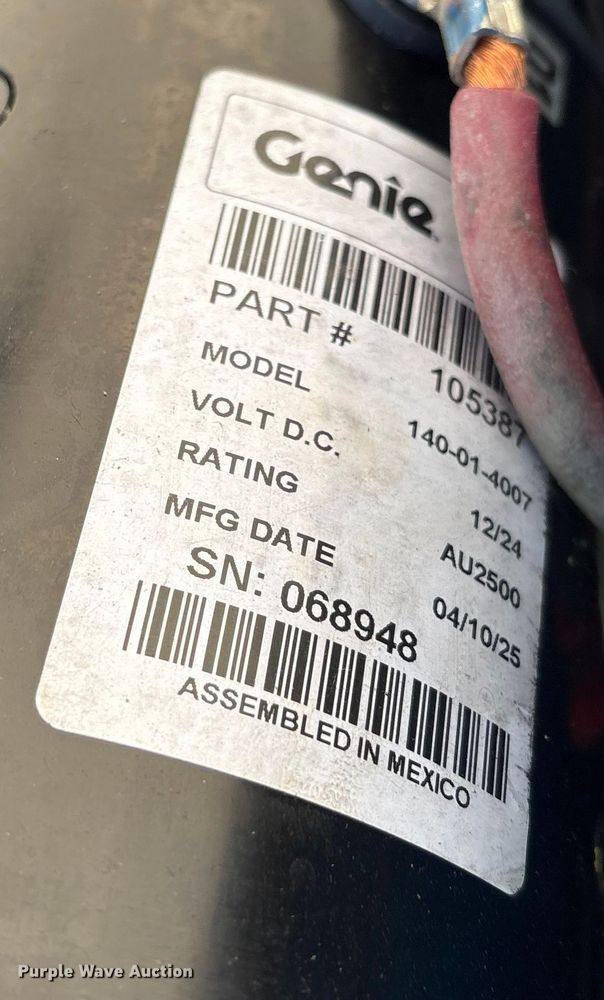 Genie
PART # 105387
MODEL 140-01-4007
VOLT D.C. 12/24
RATING AU2500
MFG DATE 04/10/25
SN: 068948
ASSEMBLED IN MEXICO
Purple Wave Auction